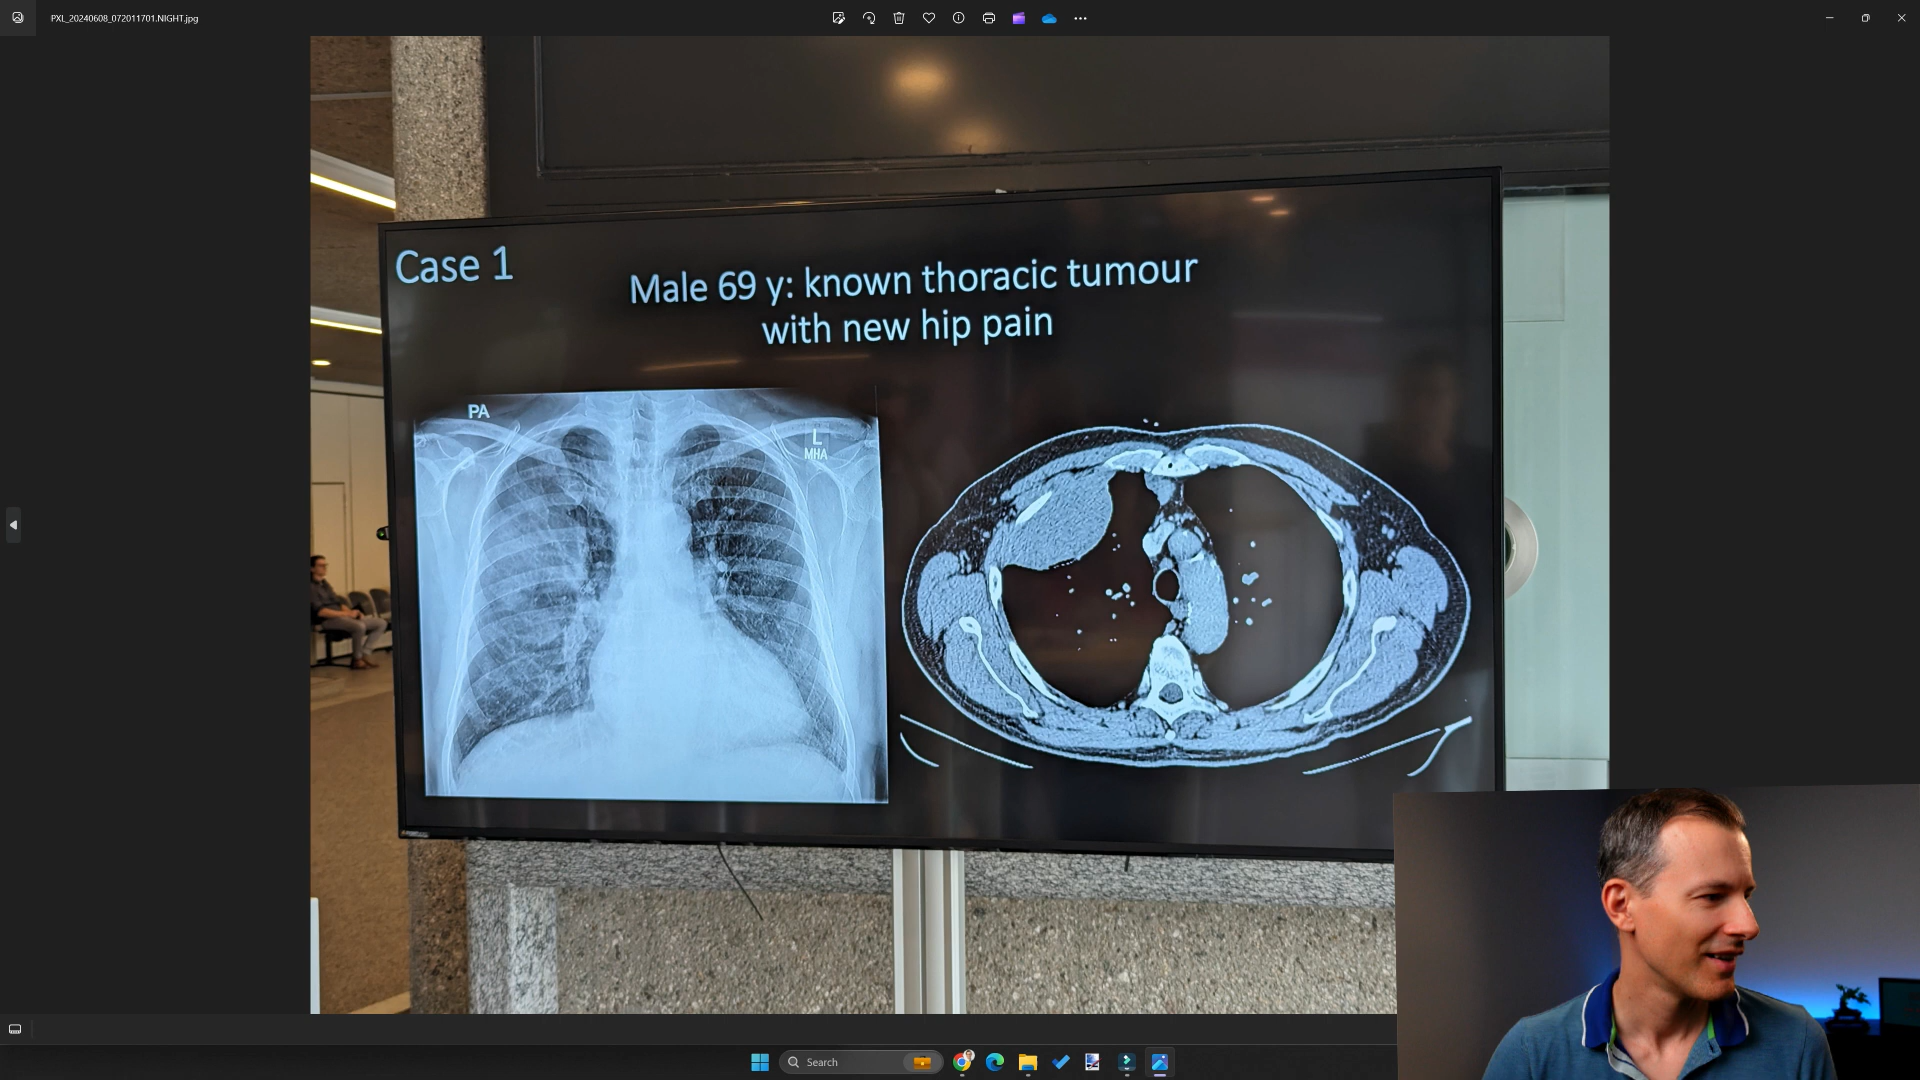 PXL_20240608_072011701.NIGHT.jpg
Case 1
Male 69 y: known thoracic tumour
with new hip pain
PA
L
MHA
Search